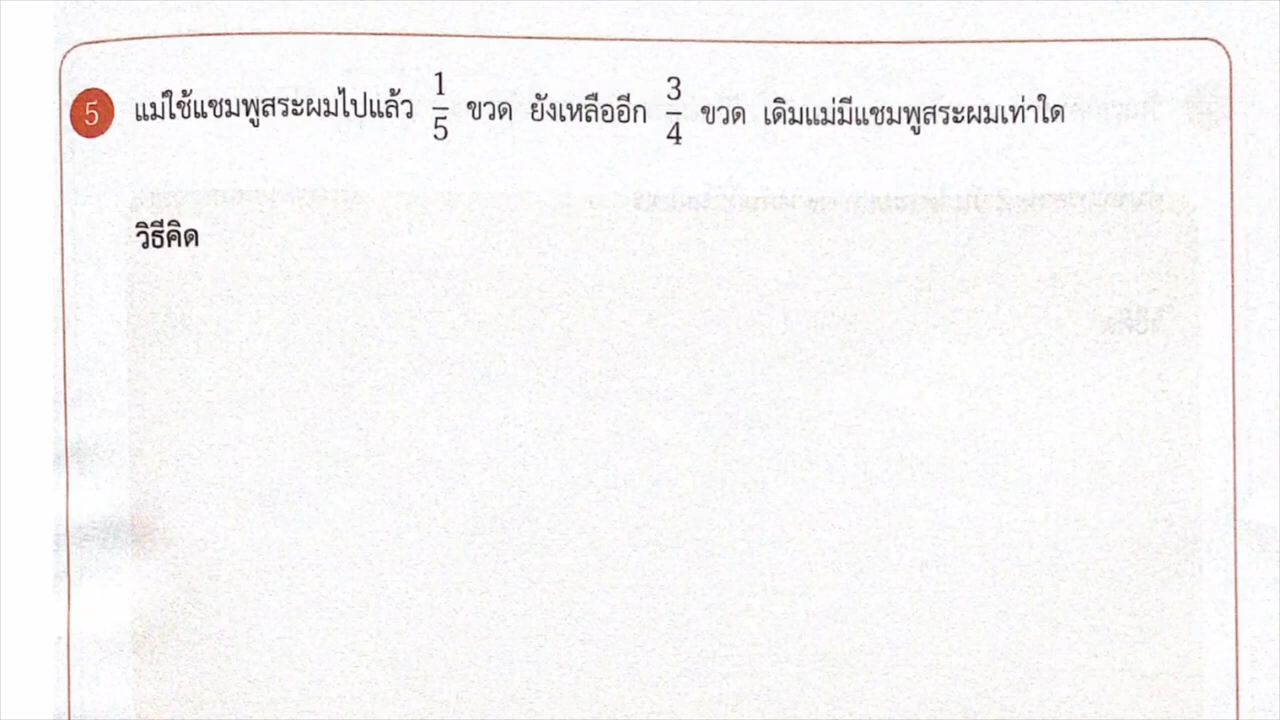 5 แม่ใช้แชมพูสระผมไปแล้ว 1/5 ขวด ยังเหลืออีก 3/4 ขวด เดิมแม่มีแชมพูสระผมเท่าใด
วิธีคิด